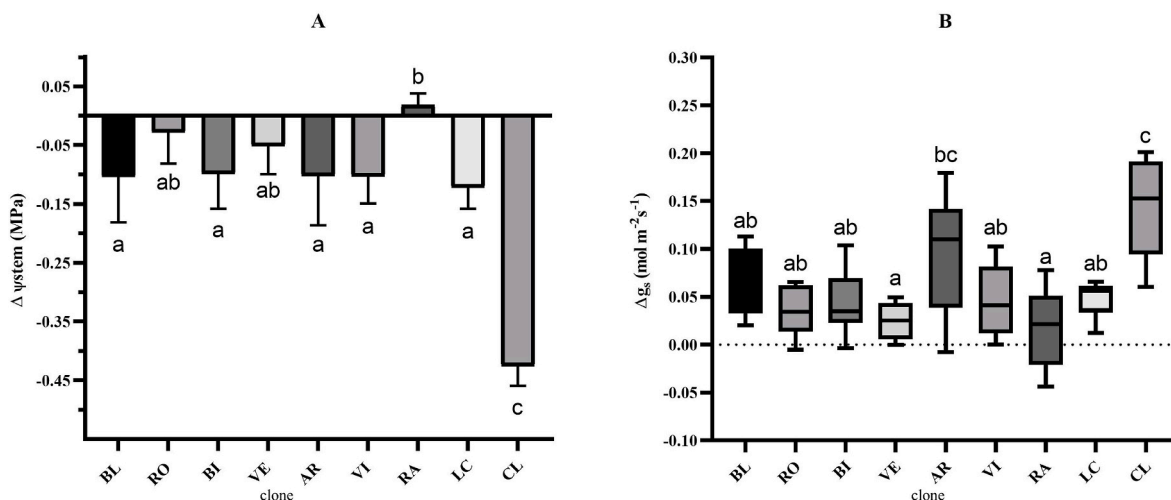 A
Δ ψstem (MPa)
0.05
-0.05
-0.15
-0.25
-0.35
-0.45
a
ab
a
ab
a
a
b
a
c
BL
RO
BI
VE
AR
VI
RA
LC
CL
clone
B
Δgₛ (mol m⁻²s⁻¹)
0.30
0.25
0.20
0.15
0.10
0.05
0.00
-0.05
-0.10
ab
ab
ab
a
bc
ab
a
ab
c
BL
RO
BI
VE
AR
VI
RA
LC
CL
clone